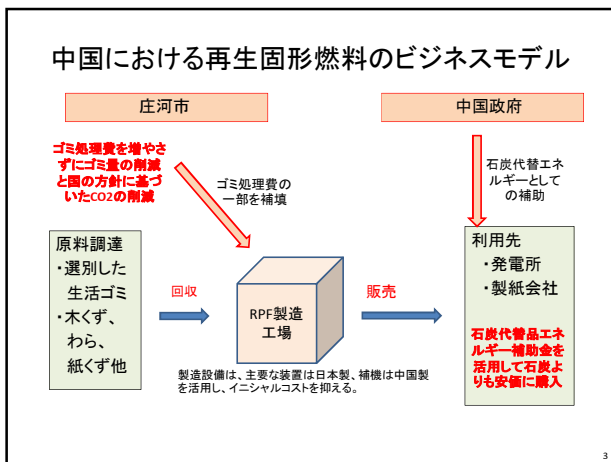 中国における再生固形燃料のビジネスモデル
庄河市
中国政府
ゴミ処理費を増やさ
ずにゴミ量の削減
と国の方針に基づ
いたCO2の削減
ゴミ処理費の
一部を補填
石炭代替エネ
ルギーとして
の補助
原料調達
・選別した
生活ゴミ
・木くず、
わら、
紙くず他
回収
RPF製造
工場
販売
利用先
・発電所
・製紙会社
石炭代替品エネ
ルギー補助金を
活用して石炭よ
りも安価に購入
製造設備は、主要な装置は日本製、補機は中国製
を活用し、イニシャルコストを抑える。
3